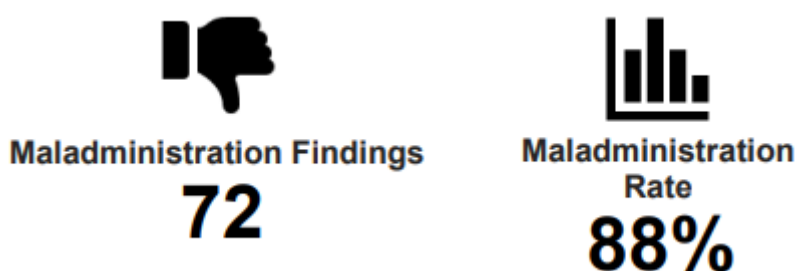 Maladministration Findings
72
Maladministration
Rate
88%